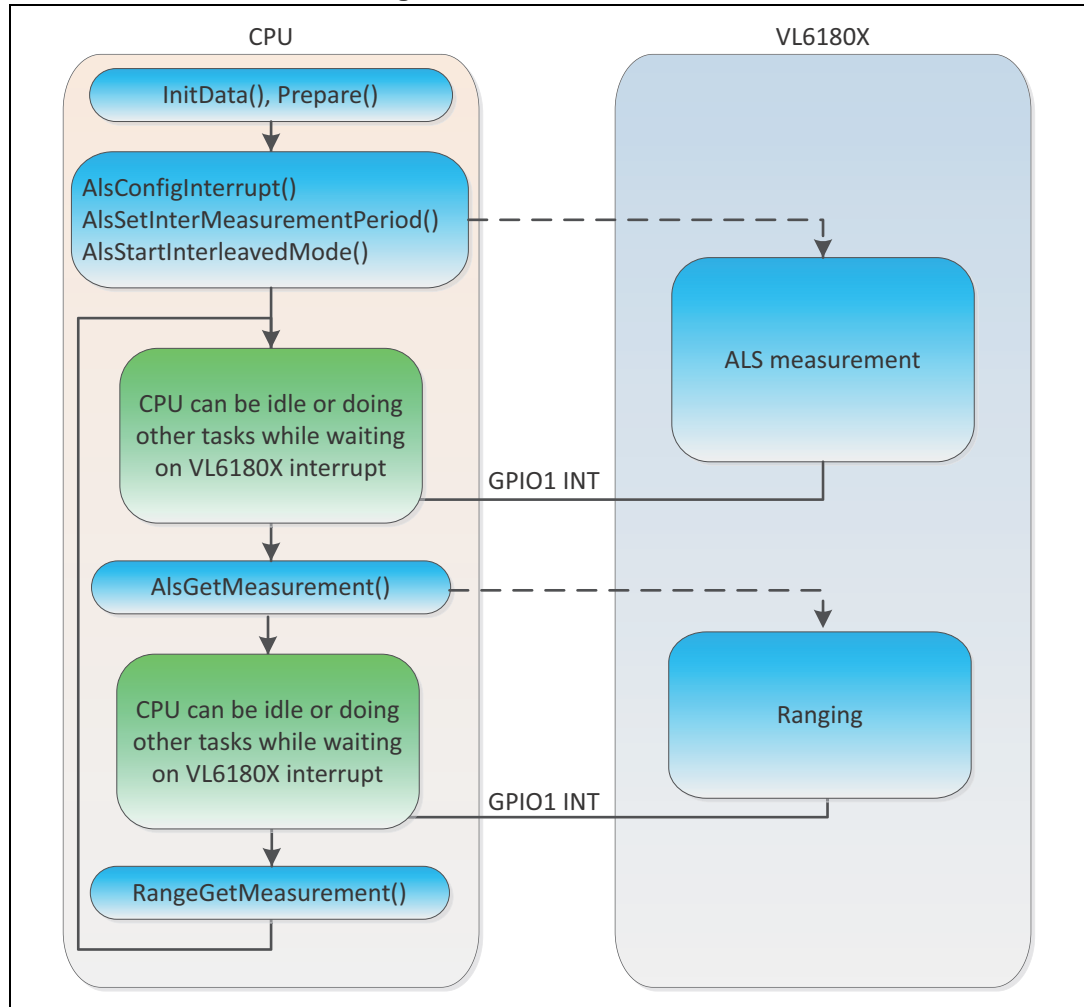 CPU
VL6180X
InitData(), Prepare()
AlsConfigInterrupt()
AlsSetInterMeasurementPeriod()
AlsStartInterleavedMode()
ALS measurement
CPU can be idle or doing
other tasks while waiting
on VL6180X interrupt
GPIO1 INT
AlsGetMeasurement()
Ranging
CPU can be idle or doing
other tasks while waiting
on VL6180X interrupt
GPIO1 INT
RangeGetMeasurement()